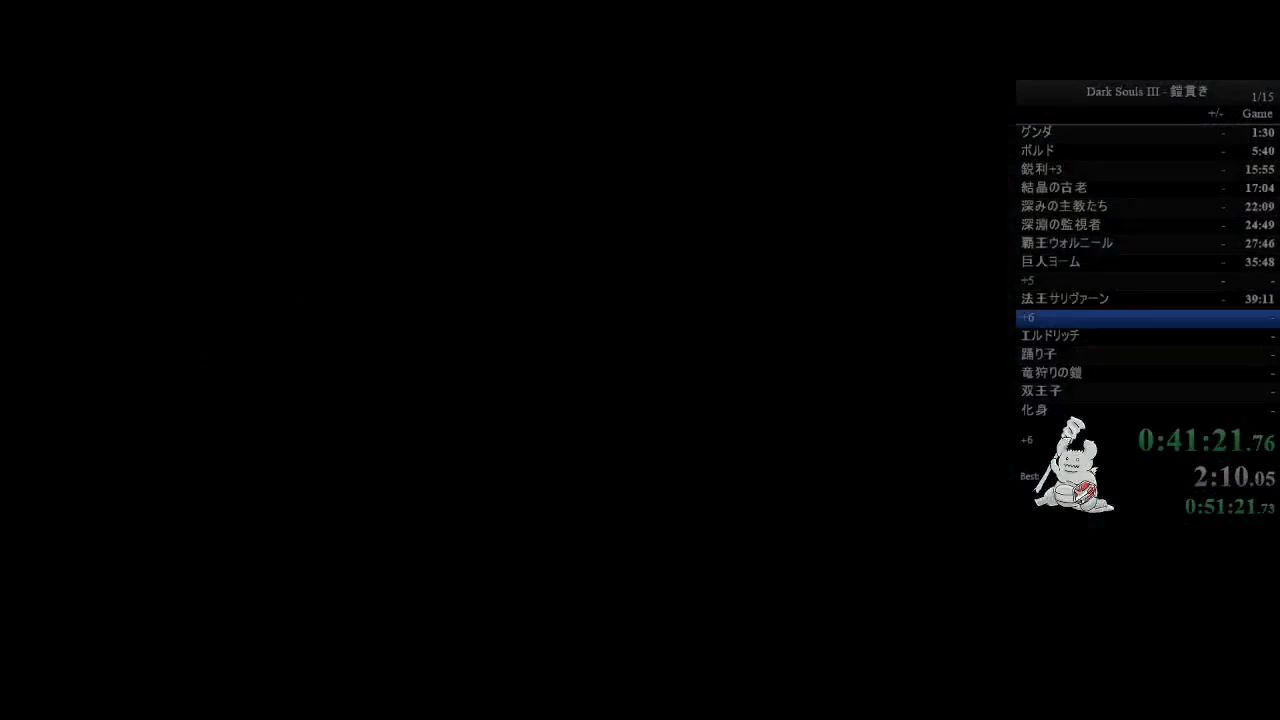 Dark Souls III - 鎧貫き
1/15
+/- Game
グンダ - 1:30
ボルド - 5:40
鋭利+3 - 15:55
結晶の古老 - 17:04
深みの主教たち - 22:09
深淵の監視者 - 24:49
覇王ウォルニール - 27:46
巨人ヨーム - 35:48
+5 - -
法王サリヴァーン - 39:11
+6 -
エルドリッチ -
踊り子 -
竜狩りの鎧 -
双王子 -
化身 -
+6 0:41:21.76
Best: 2:10.05
0:51:21.73